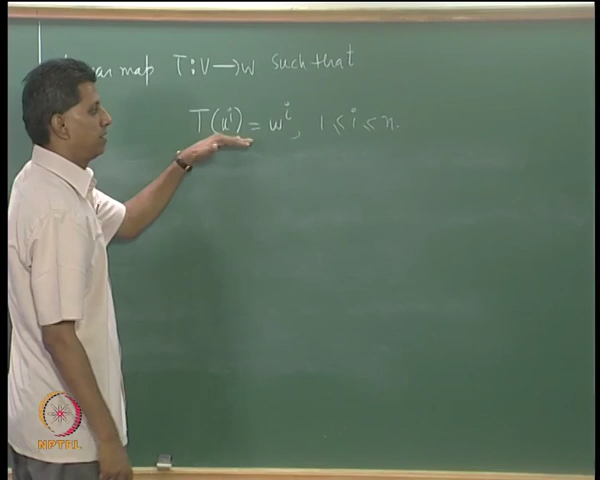 map T : V → W such that
T(u^i) = w^i, 1 ≤ i ≤ n.
NPTEL